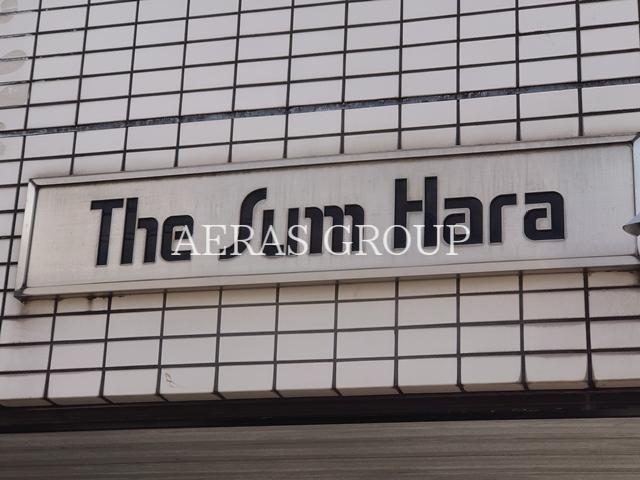 The Sum Hara
AERAS GROUP